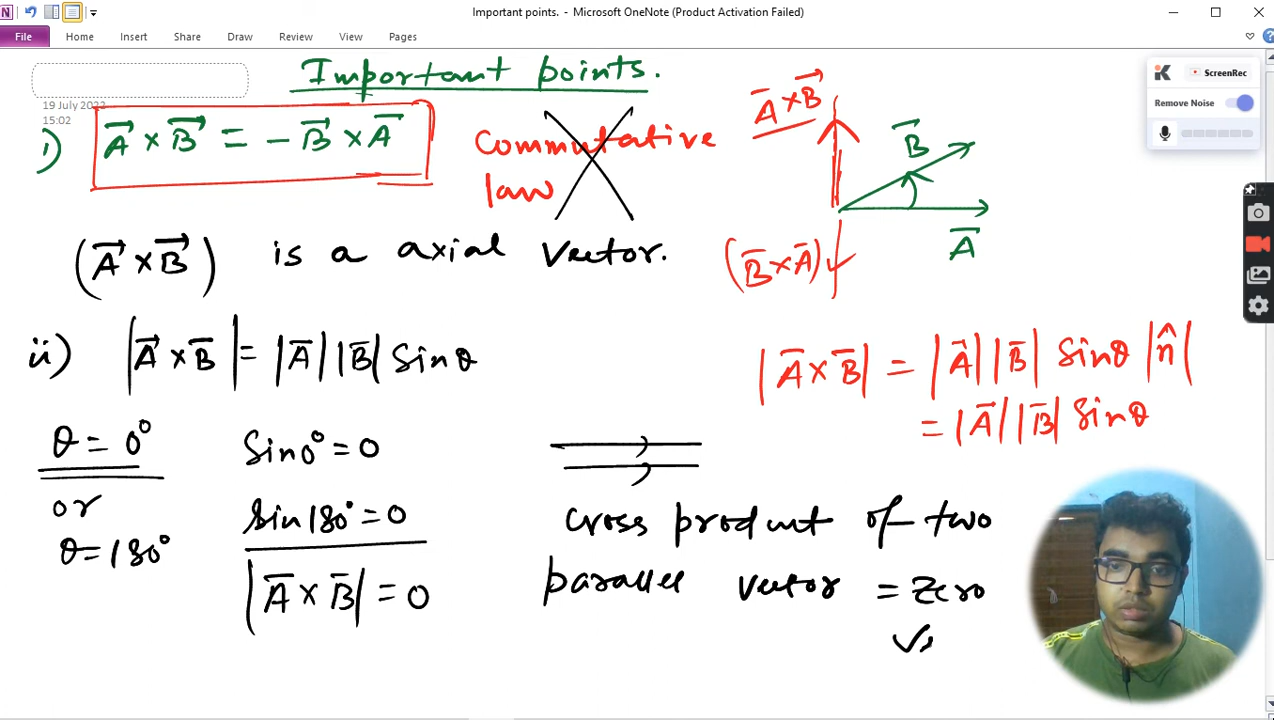 Important points. - Microsoft OneNote (Product Activation Failed)
File Home Insert Share Draw Review View Pages
ScreenRec
Remove Noise
Important points.
19 July 2022
15:02
i) A⃗ × B⃗ = - B⃗ × A⃗
Commutative
law
A⃗ × B⃗
B⃗
A⃗
(B⃗ × A⃗)
(A⃗ × B⃗) is a axial vector.
ii) |A⃗ × B⃗| = |A⃗| |B⃗| Sinθ
|A⃗ × B⃗| = |A⃗| |B⃗| Sinθ |n̂|
= |A⃗| |B⃗| Sinθ
θ = 0° Sin0° = 0
or
θ = 180° Sin180° = 0
|A⃗ × B⃗| = 0
Cross product of two
parallel vector = Zero